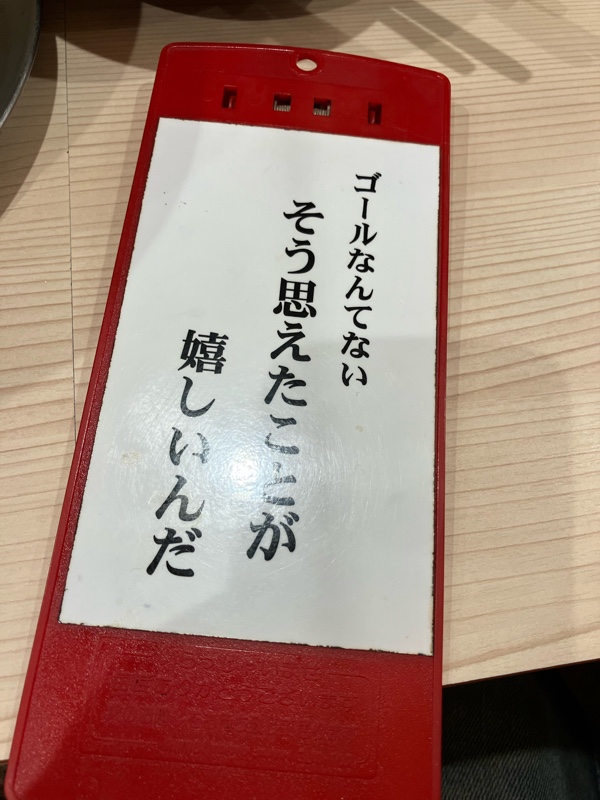 ゴールなんてない
そう思えたことが
嬉しいんだ